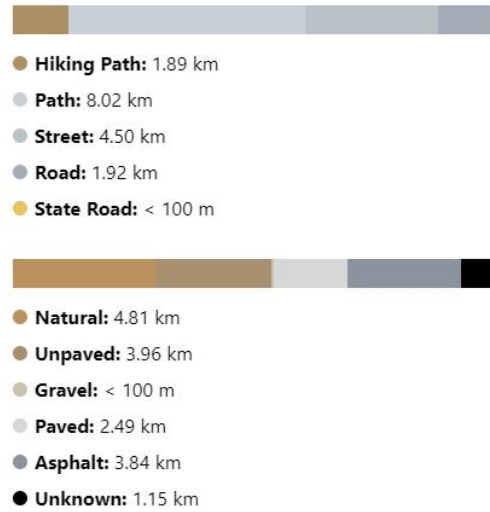 Hiking Path: 1.89 km
Path: 8.02 km
Street: 4.50 km
Road: 1.92 km
State Road: < 100 m
Natural: 4.81 km
Unpaved: 3.96 km
Gravel: < 100 m
Paved: 2.49 km
Asphalt: 3.84 km
Unknown: 1.15 km